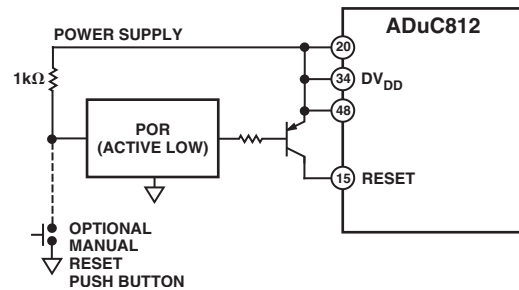 ADuC812
POWER SUPPLY
20
1kΩ
34 DVDD
48
POR
(ACTIVE LOW)
15 RESET
OPTIONAL
MANUAL
RESET
PUSH BUTTON